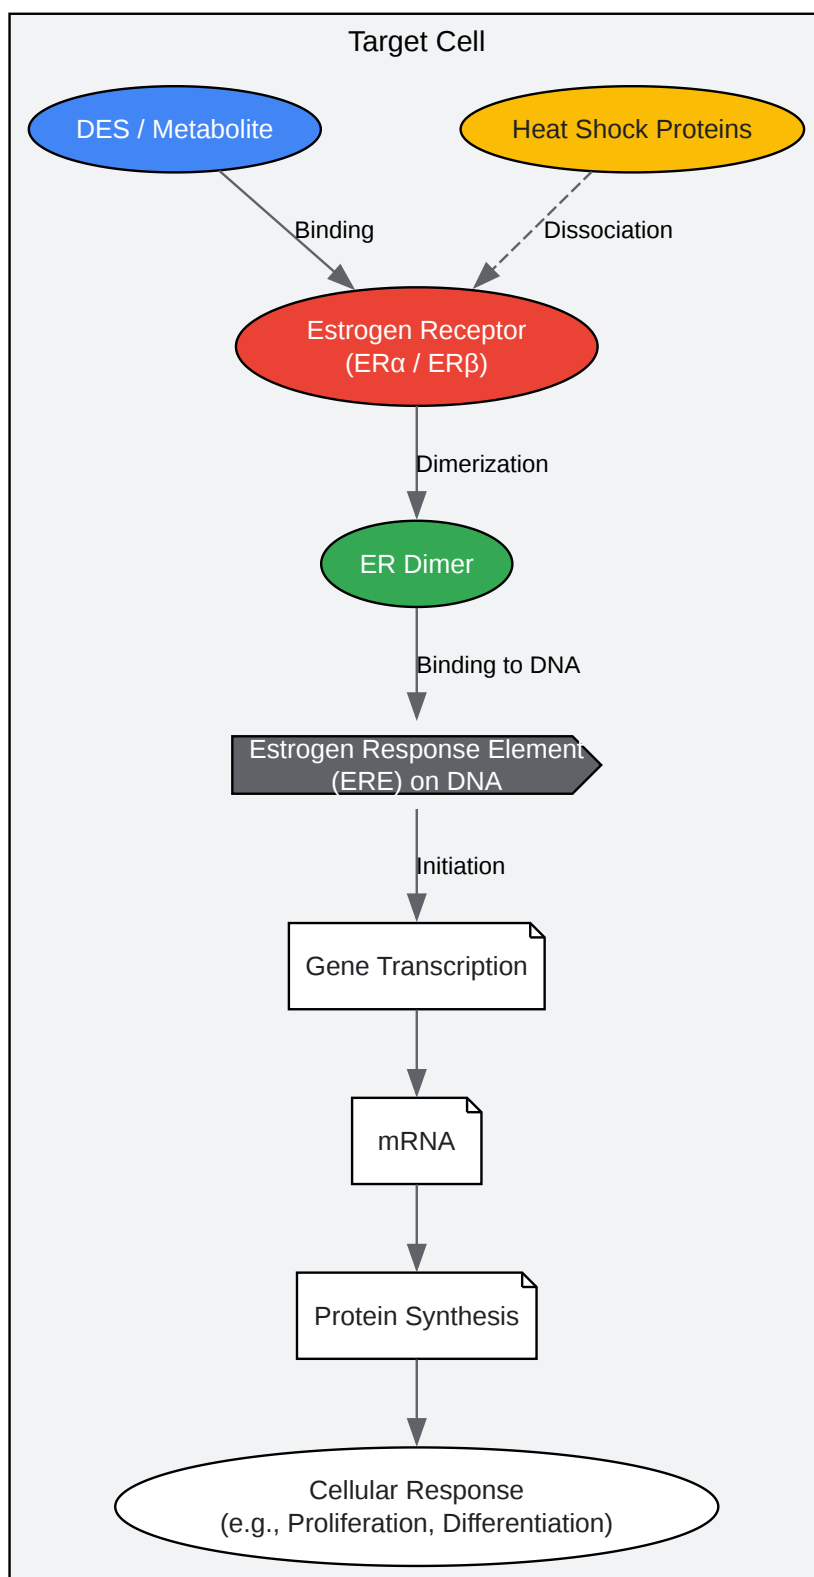 Target Cell
DES / Metabolite
Heat Shock Proteins
Binding
Dissociation
Estrogen Receptor
(ERα / ERβ)
Dimerization
ER Dimer
Binding to DNA
Estrogen Response Element
(ERE) on DNA
Initiation
Gene Transcription
mRNA
Protein Synthesis
Cellular Response
(e.g., Proliferation, Differentiation)